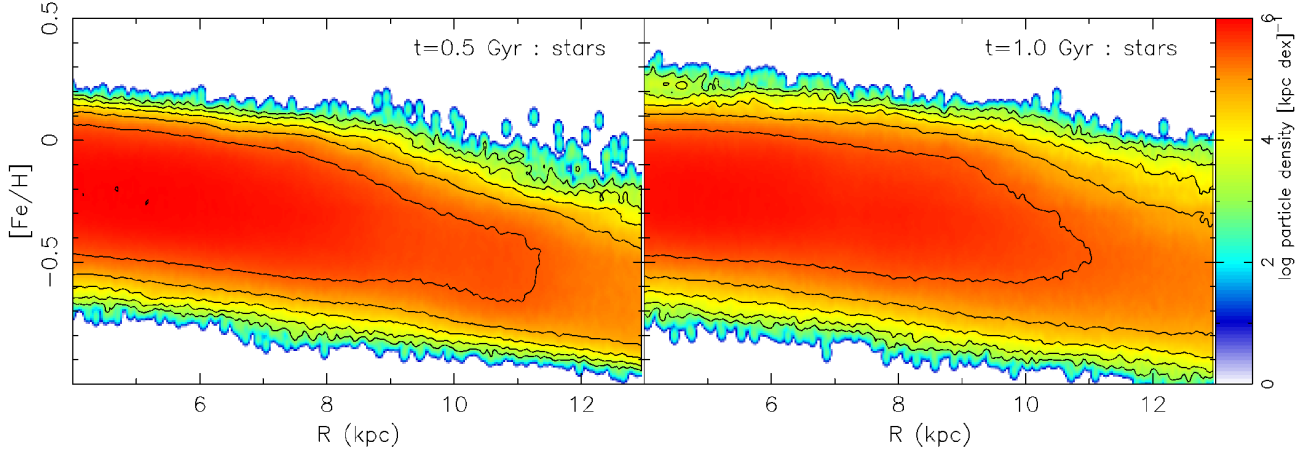 t=0.5 Gyr : stars
t=1.0 Gyr : stars
0.5
0
−0.5
[Fe/H]
6
8
10
12
R (kpc)
6
8
10
12
R (kpc)
6
4
2
0
log particle density [kpc dex]⁻¹